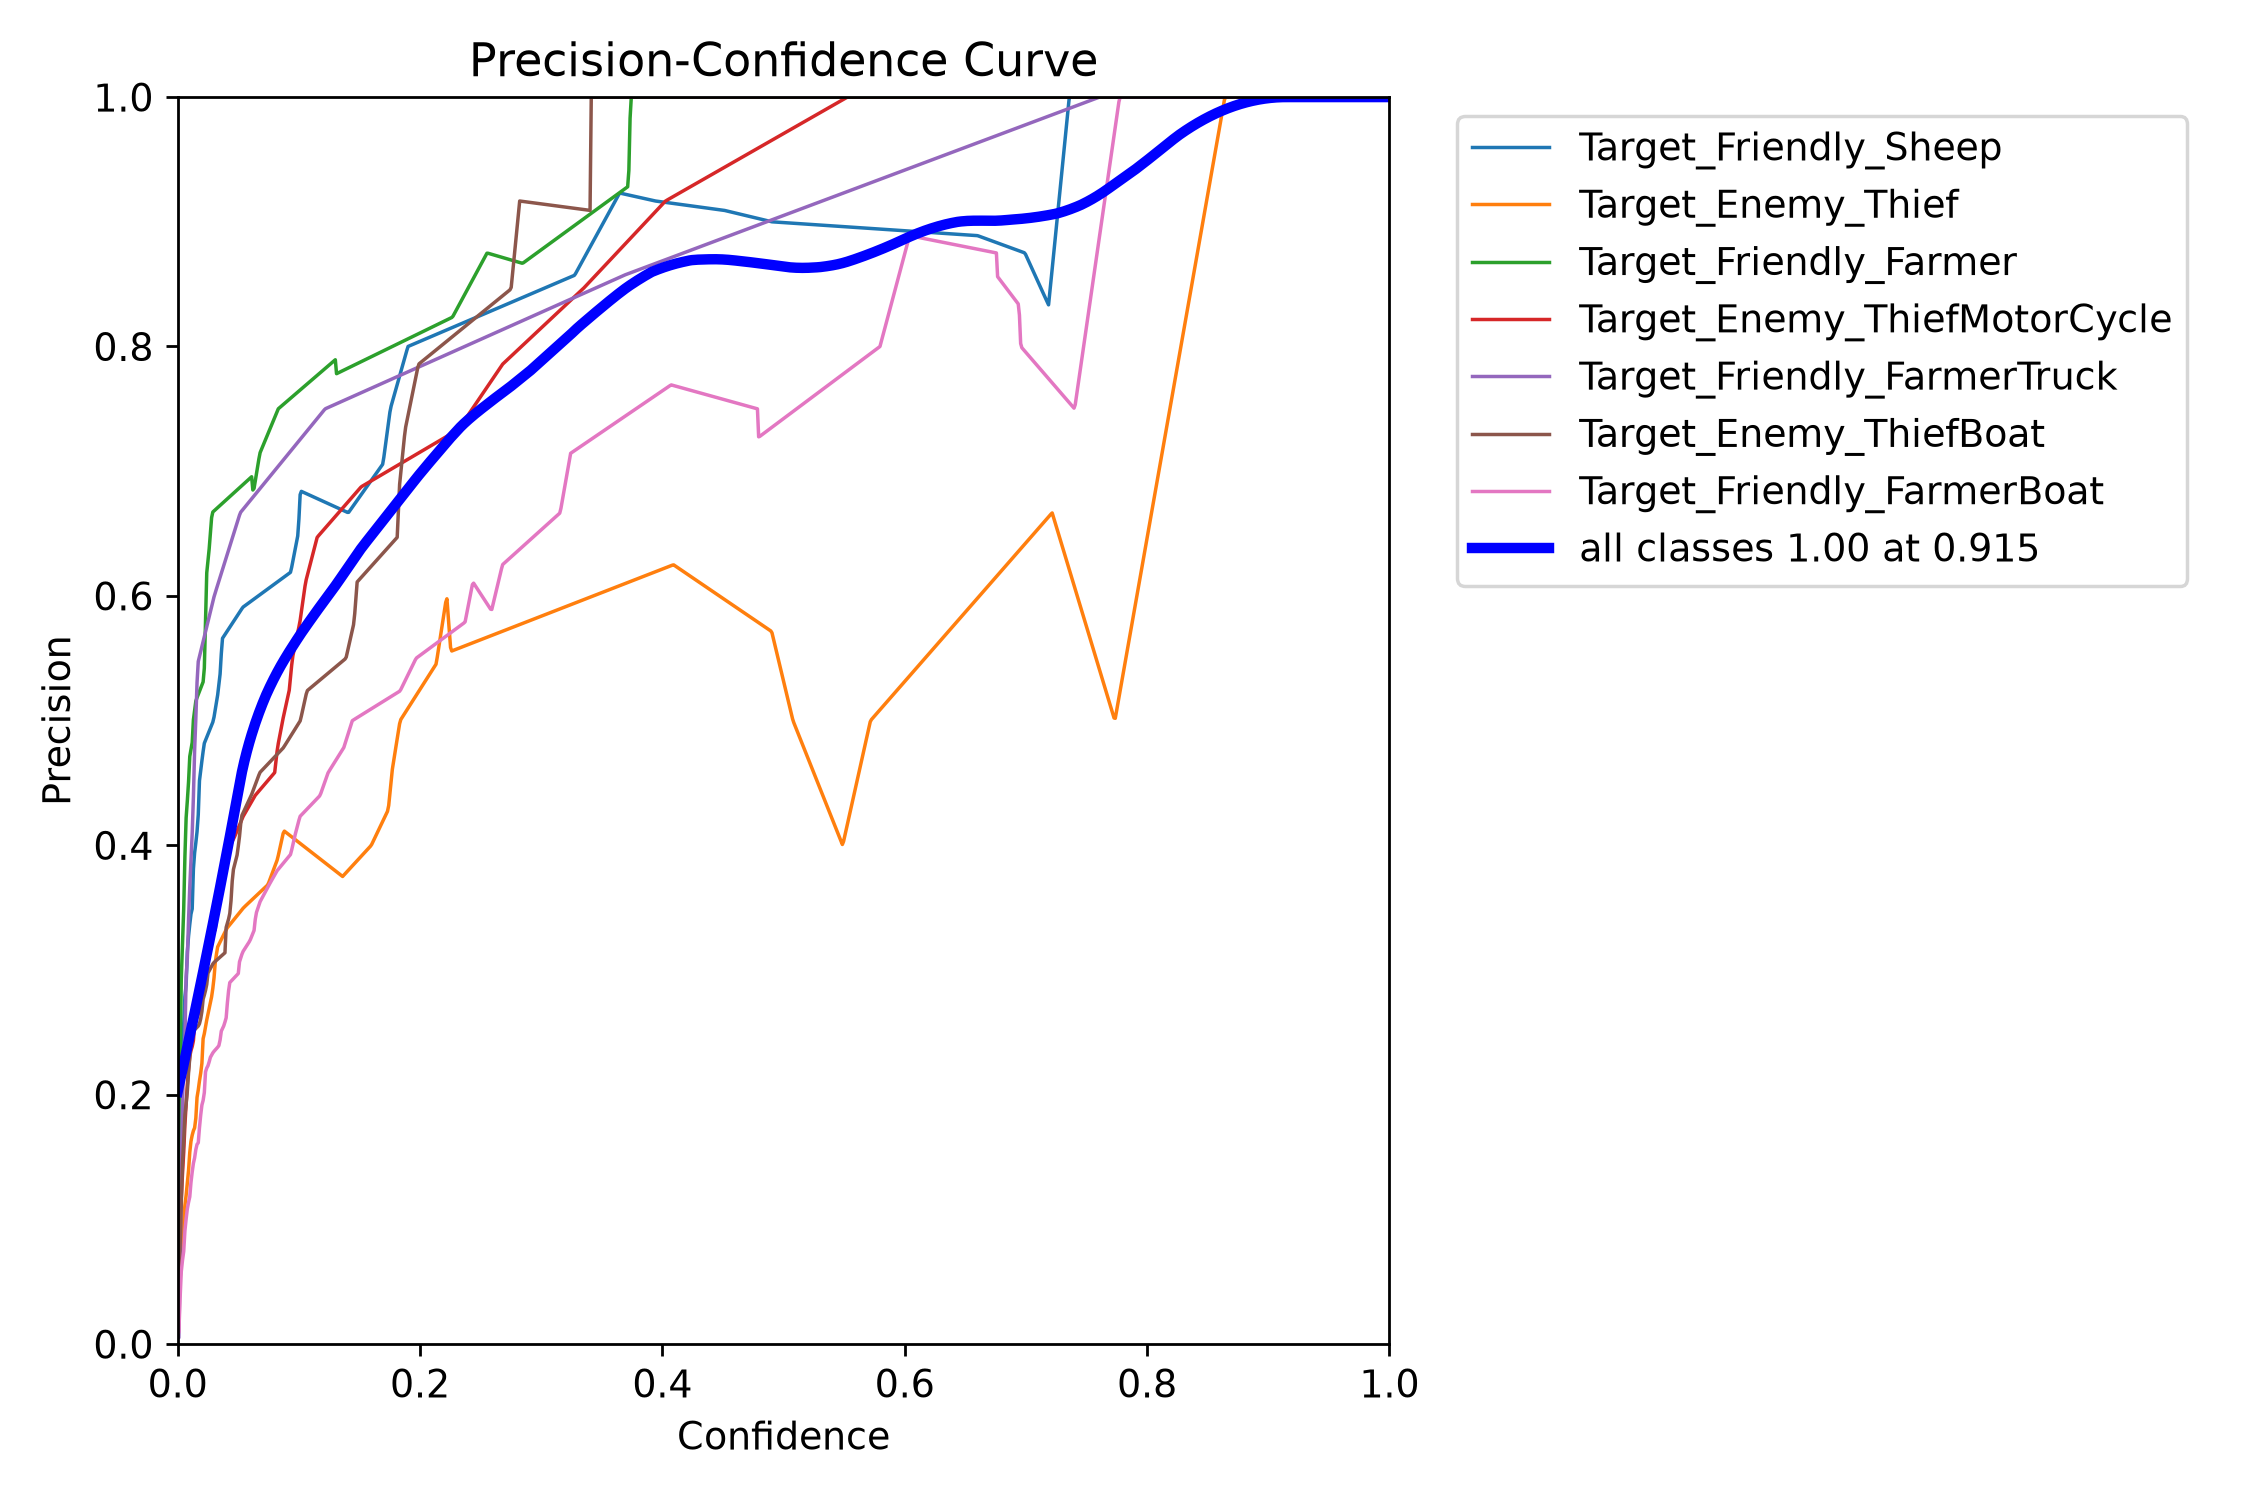 Precision-Confidence Curve
1.0
0.8
0.6
0.4
0.2
0.0
Precision
0.0 0.2 0.4 0.6 0.8 1.0
Confidence
Target_Friendly_Sheep
Target_Enemy_Thief
Target_Friendly_Farmer
Target_Enemy_ThiefMotorCycle
Target_Friendly_FarmerTruck
Target_Enemy_ThiefBoat
Target_Friendly_FarmerBoat
all classes 1.00 at 0.915